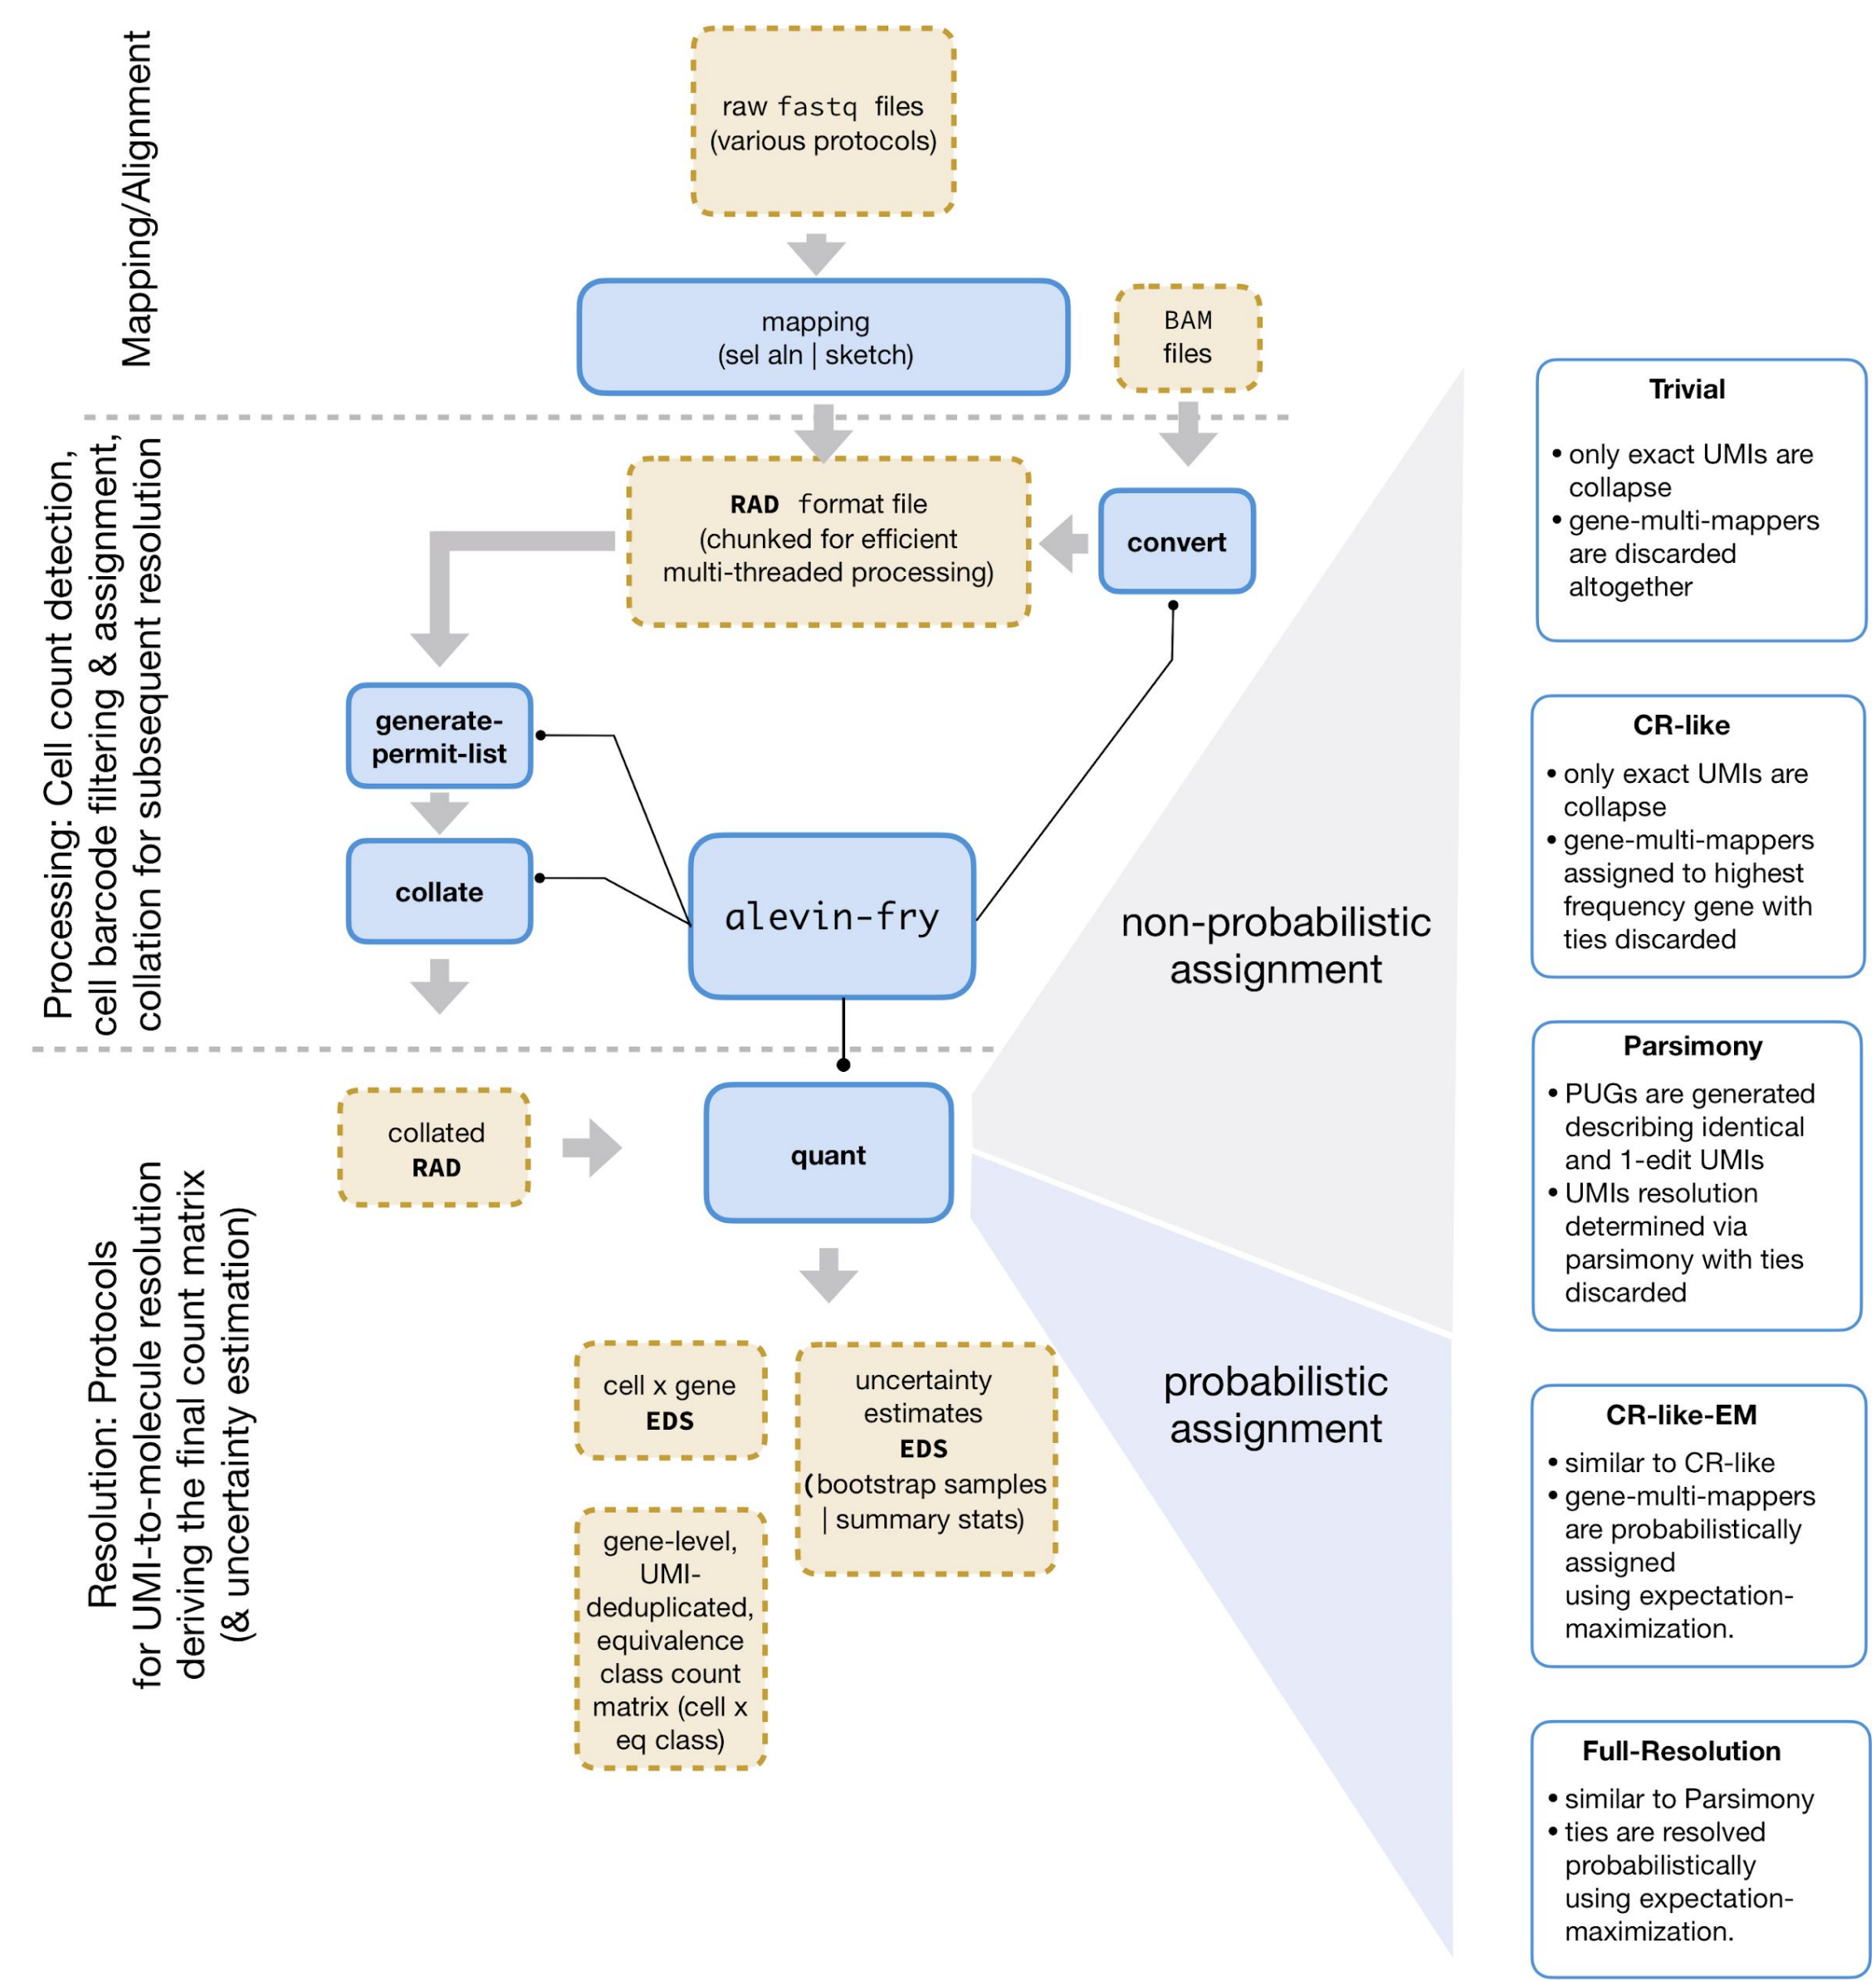 Mapping/Alignment
raw fastq files
(various protocols)
mapping
(sel aln | sketch)
BAM
files
Processing: Cell count detection,
cell barcode filtering & assignment,
collation for subsequent resolution
RAD format file
(chunked for efficient
multi-threaded processing)
convert
generate-
permit-list
collate
alevin-fry
non-probabilistic
assignment
Resolution: Protocols
for UMI-to-molecule resolution
deriving the final count matrix
(& uncertainty estimation)
collated
RAD
quant
cell x gene
EDS
uncertainty
estimates
EDS
(bootstrap samples
| summary stats)
gene-level,
UMI-
deduplicated,
equivalence
class count
matrix (cell x
eq class)
probabilistic
assignment
Trivial
• only exact UMIs are
collapse
• gene-multi-mappers
are discarded
altogether
CR-like
• only exact UMIs are
collapse
• gene-multi-mappers
assigned to highest
frequency gene with
ties discarded
Parsimony
• PUGs are generated
describing identical
and 1-edit UMIs
• UMIs resolution
determined via
parsimony with ties
discarded
CR-like-EM
• similar to CR-like
• gene-multi-mappers
are probabilistically
assigned
using expectation-
maximization.
Full-Resolution
• similar to Parsimony
• ties are resolved
probabilistically
using expectation-
maximization.